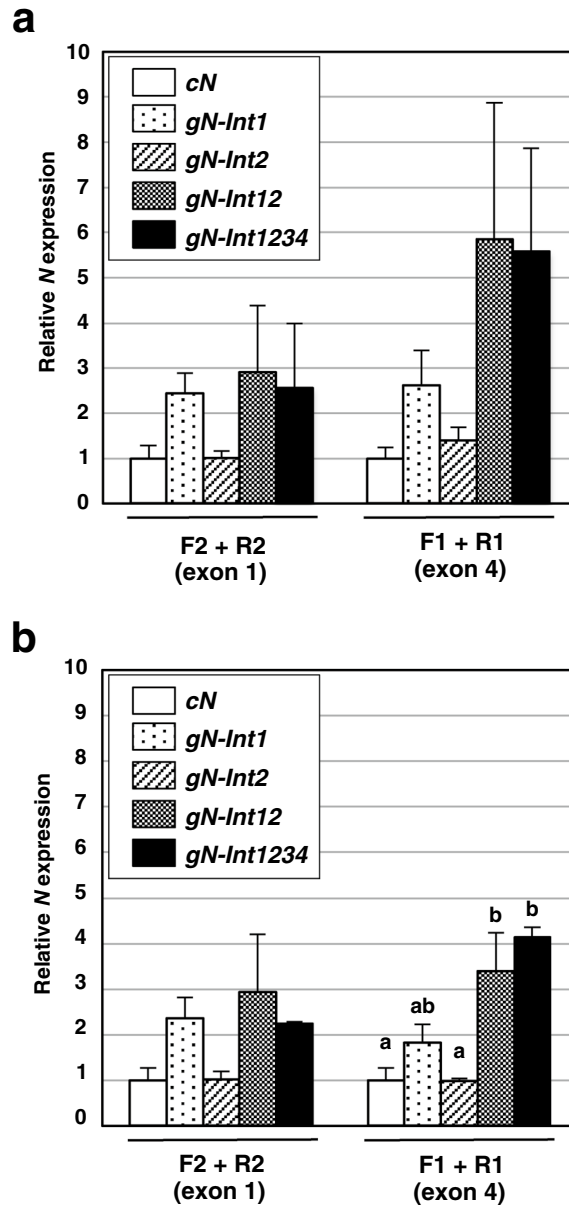 a
10
9
8
7
6
5
4
3
2
1
0
Relative N expression
cN
gN-Int1
gN-Int2
gN-Int12
gN-Int1234
F2 + R2
(exon 1)
F1 + R1
(exon 4)
b
10
9
8
7
6
5
4
3
2
1
0
Relative N expression
cN
gN-Int1
gN-Int2
gN-Int12
gN-Int1234
a
ab
a
b
b
F2 + R2
(exon 1)
F1 + R1
(exon 4)